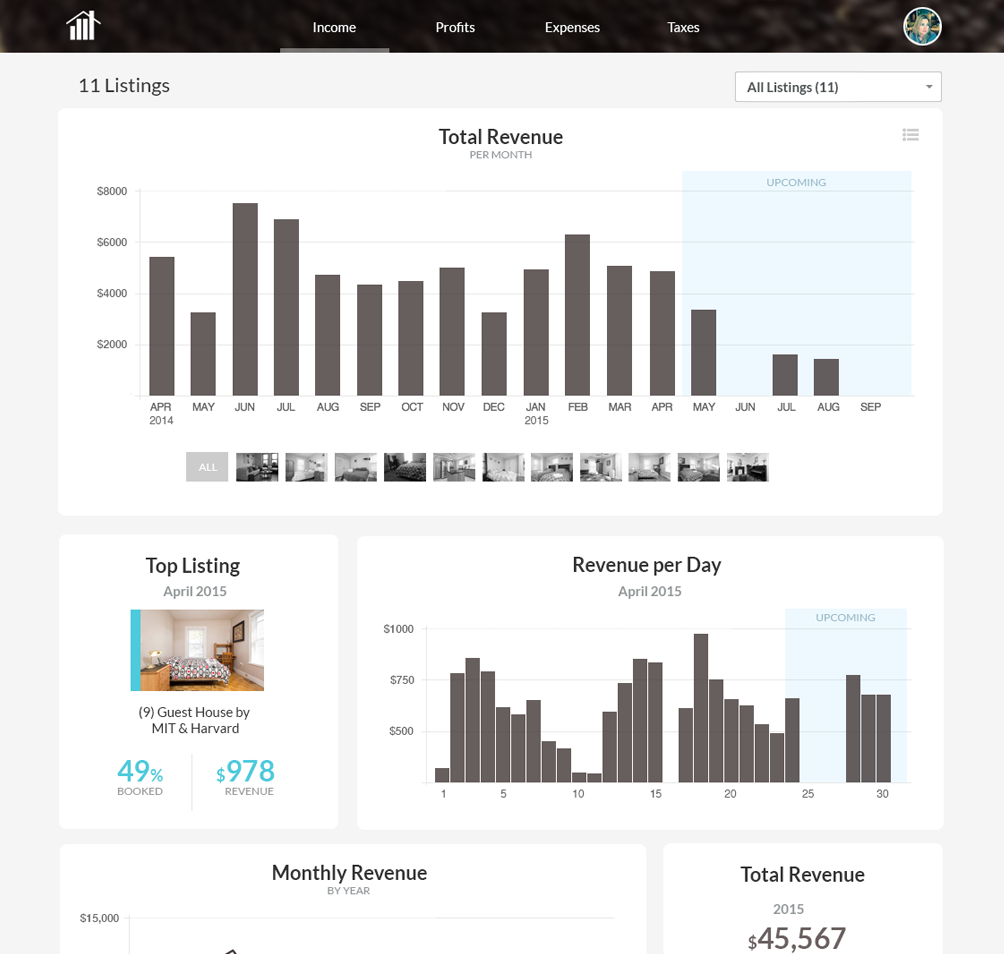 Income Profits Expenses Taxes
11 Listings
All Listings (11)
Total Revenue
PER MONTH
UPCOMING
$8000
$6000
$4000
$2000
APR MAY JUN JUL AUG SEP OCT NOV DEC JAN FEB MAR APR MAY JUN JUL AUG SEP
2014 2015
ALL
Top Listing
April 2015
(9) Guest House by
MIT & Harvard
49% $978
BOOKED REVENUE
Revenue per Day
April 2015
UPCOMING
$1000
$750
$500
1 5 10 15 20 25 30
Monthly Revenue
BY YEAR
$15,000
Total Revenue
2015
$45,567